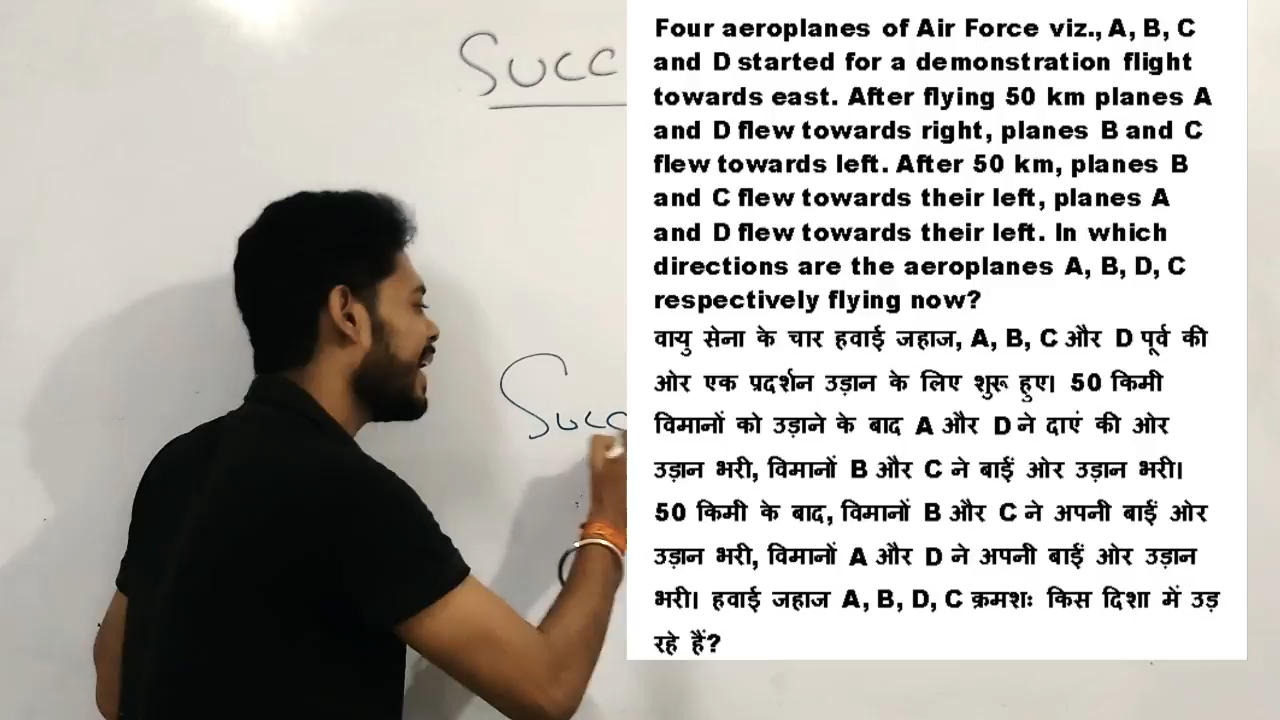 Succ
Succ
Four aeroplanes of Air Force viz., A, B, C
and D started for a demonstration flight
towards east. After flying 50 km planes A
and D flew towards right, planes B and C
flew towards left. After 50 km, planes B
and C flew towards their left, planes A
and D flew towards their left. In which
directions are the aeroplanes A, B, D, C
respectively flying now?
वायु सेना के चार हवाई जहाज, A, B, C और D पूर्व की
ओर एक प्रदर्शन उड़ान के लिए शुरू हुए। 50 किमी
विमानों को उड़ाने के बाद A और D ने दाएं की ओर
उड़ान भरी, विमानों B और C ने बाईं ओर उड़ान भरी।
50 किमी के बाद, विमानों B और C ने अपनी बाईं ओर
उड़ान भरी, विमानों A और D ने अपनी बाईं ओर उड़ान
भरी। हवाई जहाज A, B, D, C क्रमशः किस दिशा में उड़
रहे हैं?